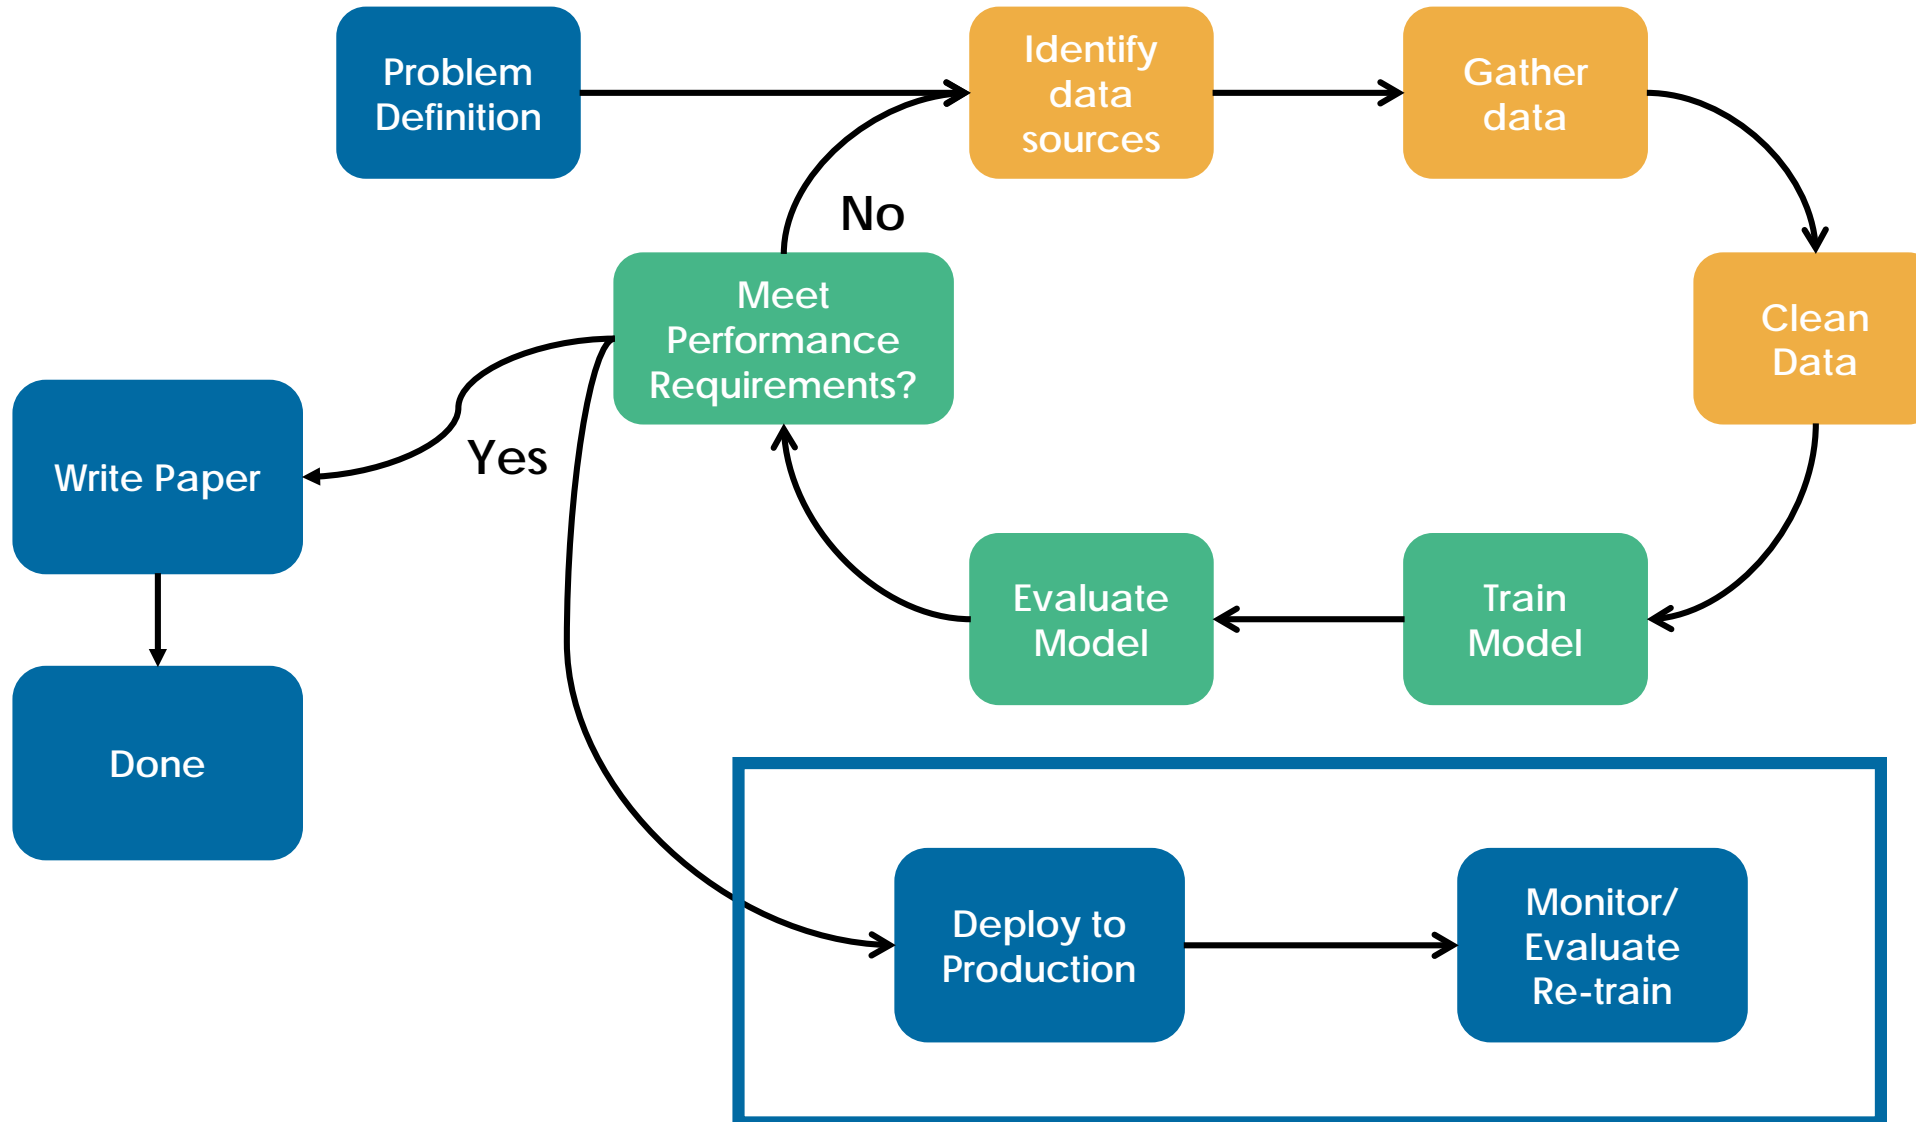 Problem
Definition
Identify
data
sources
Gather
data
No
Meet
Performance
Requirements?
Clean
Data
Yes
Write Paper
Evaluate
Model
Train
Model
Done
Deploy to
Production
Monitor/
Evaluate
Re-train